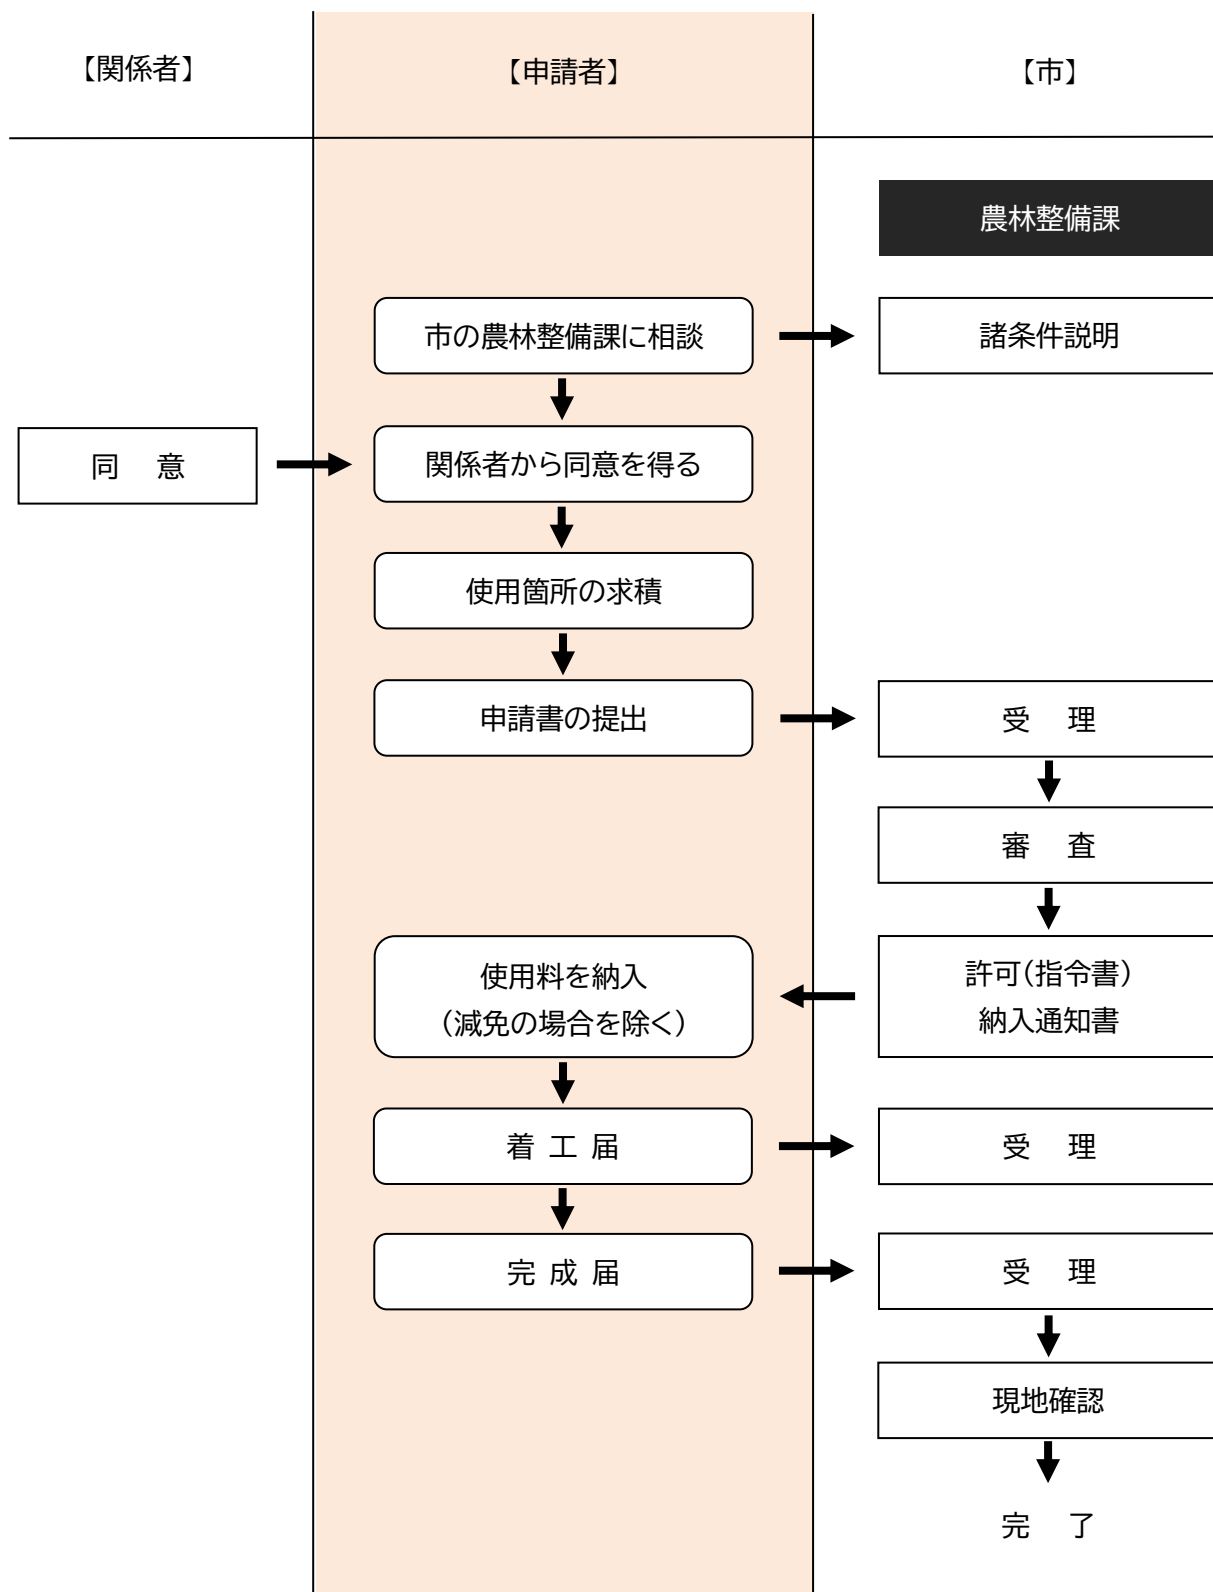 【関係者】
【申請者】
【市】
農林整備課
市の農林整備課に相談
諸条件説明
同 意
関係者から同意を得る
使用箇所の求積
申請書の提出
受 理
審 査
使用料を納入
（減免の場合を除く）
許可（指令書）
納入通知書
着 工 届
受 理
完 成 届
受 理
現地確認
完 了